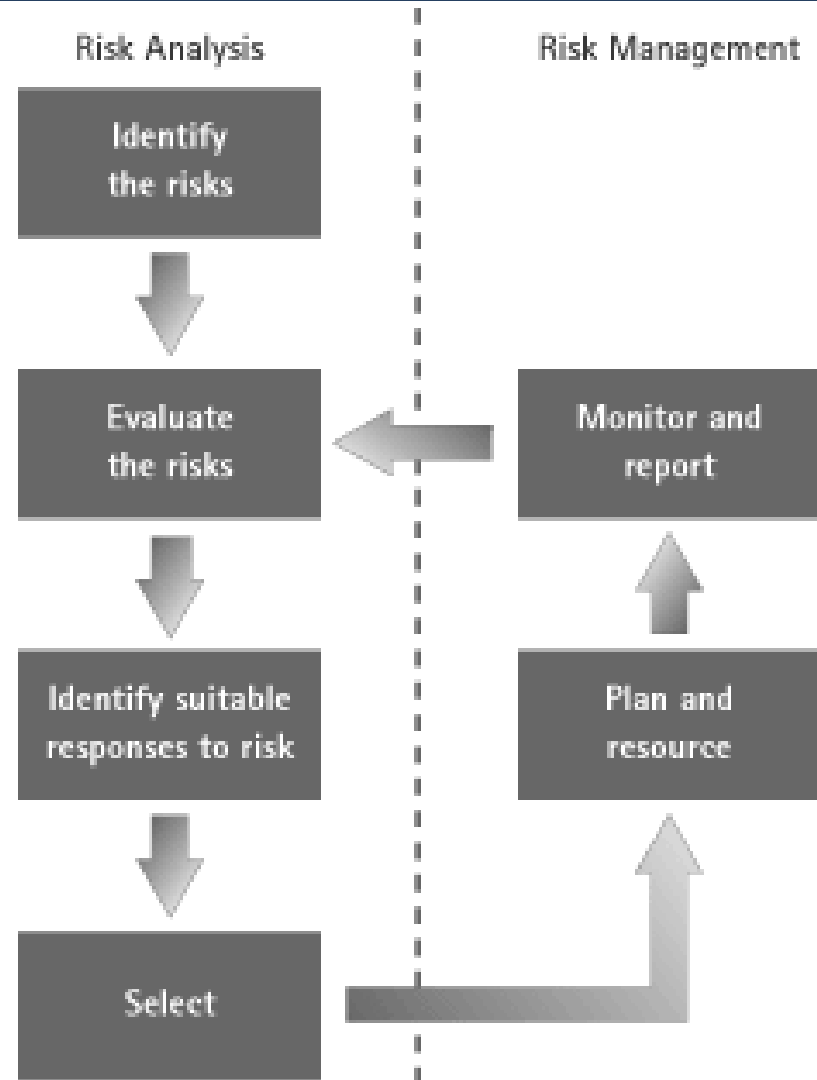 Risk Analysis
Risk Management
Identify
the risks
Evaluate
the risks
Monitor and
report
Identify suitable
responses to risk
Plan and
resource
Select